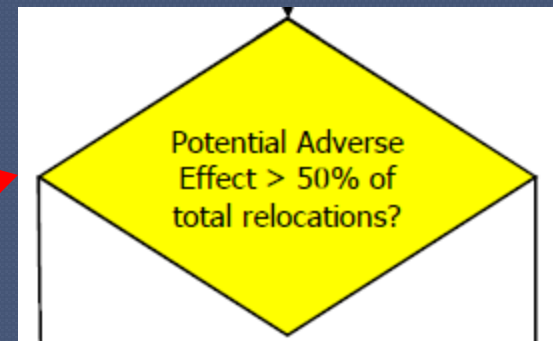 Potential Adverse
Effect > 50% of
total relocations?